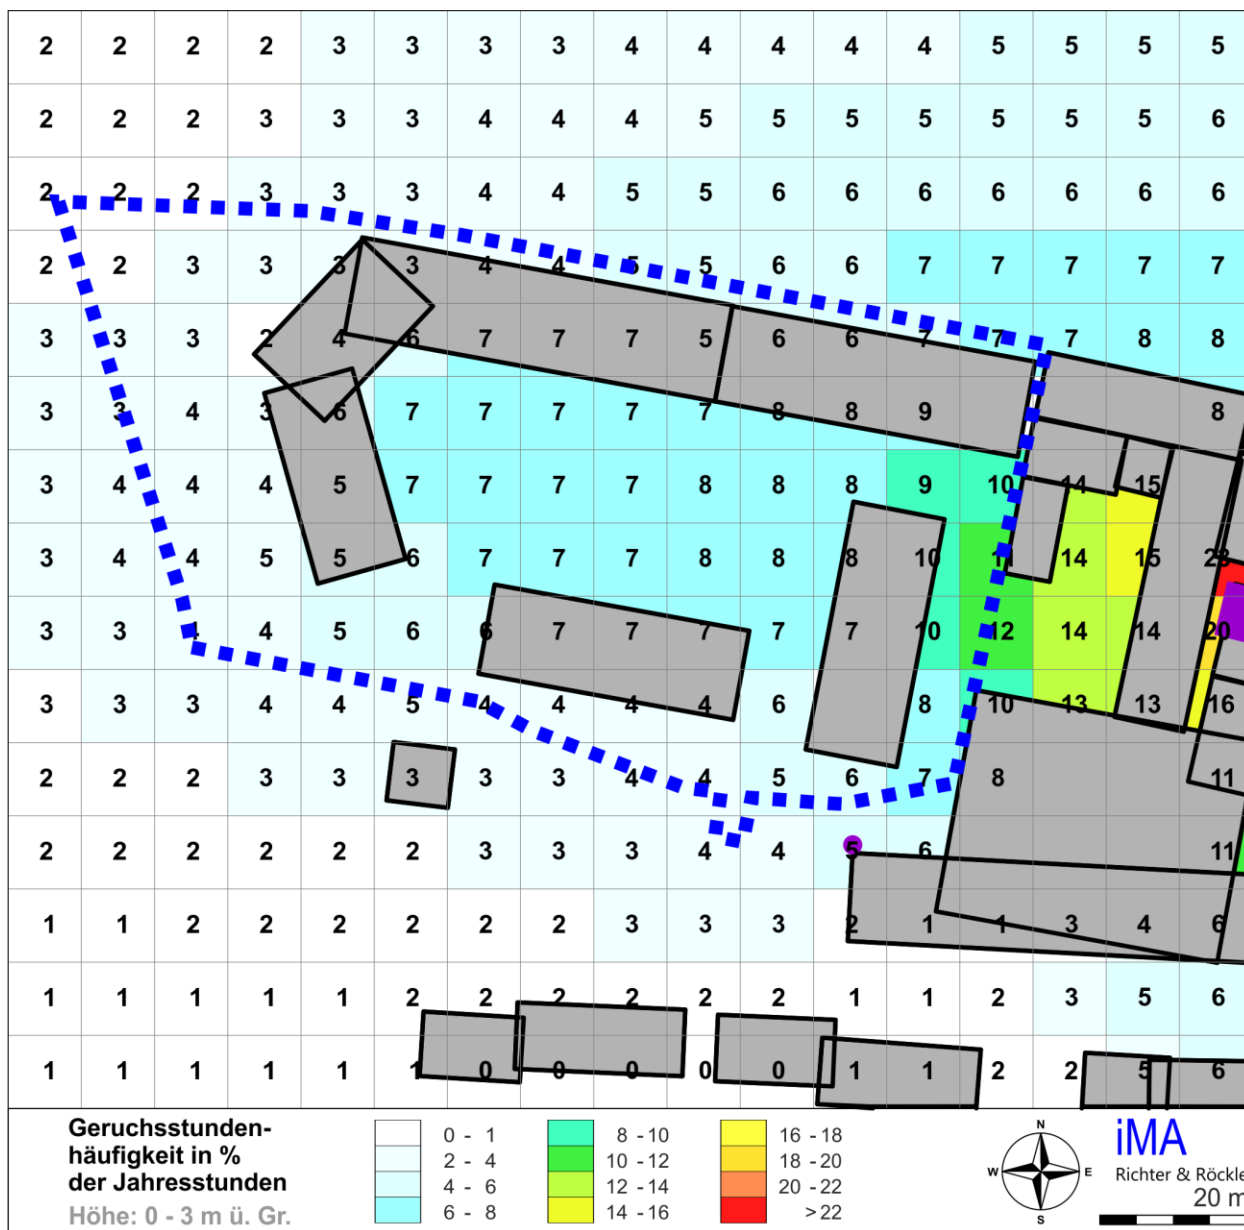 2 2 2 2 3 3 3 3 4 4 4 4 4 5 5 5 5
2 2 2 3 3 3 4 4 4 5 5 5 5 5 5 5 6
2 2 2 3 3 3 4 4 5 5 6 6 6 6 6 6 6
2 2 3 3 3 3 4 4 5 5 6 6 7 7 7 7 7
3 3 3 2 4 6 7 7 7 5 6 6 7 7 7 8 8
3 3 4 3 6 7 7 7 7 7 8 8 9 8
3 4 4 4 5 7 7 7 7 8 8 8 9 10 14 15
3 4 4 5 5 6 7 7 7 8 8 8 10 11 14 15 23
3 3 4 4 5 6 6 7 7 7 7 7 10 12 14 14 20
3 3 3 4 4 5 4 4 4 4 6 8 10 13 13 16
2 2 2 3 3 3 3 3 4 4 5 6 7 8 11
2 2 2 2 2 2 3 3 3 4 4 5 6 11
1 1 2 2 2 2 2 2 3 3 3 2 1 1 3 4 6
1 1 1 1 1 2 2 2 2 2 2 1 1 2 3 5 6
1 1 1 1 1 1 0 0 0 0 0 1 1 2 2 5 6
Geruchsstunden-
häufigkeit in %
der Jahresstunden
Höhe: 0 - 3 m ü. Gr.
0 - 1
2 - 4
4 - 6
6 - 8
8 - 10
10 - 12
12 - 14
14 - 16
16 - 18
18 - 20
20 - 22
>22
N
W E
S
iMA
Richter & Röckle
20 m